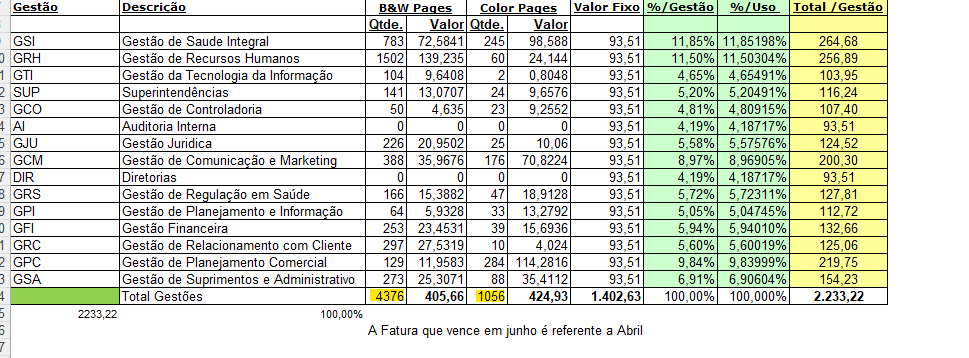 Gestão Descrição B&W Pages Color Pages Valor Fixo %/Gestão %/Uso Total /Gestão
Qtde. Valor Qtde. Valor
GSI Gestão de Saude Integral 783 72,5841 245 98,588 93,51 11,85% 11,85198% 264,68
GRH Gestão de Recursos Humanos 1502 139,235 60 24,144 93,51 11,50% 11,50304% 256,89
GTI Gestão da Tecnologia da Informação 104 9,6408 2 0,8048 93,51 4,65% 4,65491% 103,95
SUP Superintendências 141 13,0707 24 9,6576 93,51 5,20% 5,20491% 116,24
GCO Gestão de Controladoria 50 4,635 23 9,2552 93,51 4,81% 4,80915% 107,40
AI Auditoria Interna 0 0 0 0 93,51 4,19% 4,18717% 93,51
GJU Gestão Juridica 226 20,9502 25 10,06 93,51 5,58% 5,57576% 124,52
GCM Gestão de Comunicação e Marketing 388 35,9676 176 70,8224 93,51 8,97% 8,96905% 200,30
DIR Diretorias 0 0 0 0 93,51 4,19% 4,18717% 93,51
GRS Gestão de Regulação em Saúde 166 15,3882 47 18,9128 93,51 5,72% 5,72311% 127,81
GPI Gestão de Planejamento e Informação 64 5,9328 33 13,2792 93,51 5,05% 5,04745% 112,72
GFI Gestão Financeira 253 23,4531 39 15,6936 93,51 5,94% 5,94010% 132,66
GRC Gestão de Relacionamento com Cliente 297 27,5319 10 4,024 93,51 5,60% 5,60019% 125,06
GPC Gestão de Planejamento Comercial 129 11,9583 284 114,2816 93,51 9,84% 9,83999% 219,75
GSA Gestão de Suprimentos e Administrativo 273 25,3071 88 35,4112 93,51 6,91% 6,90604% 154,23
Total Gestões 4376 405,66 1056 424,93 1.402,63 100,00% 100,000% 2.233,22
2233,22 100,00%
A Fatura que vence em junho é referente a Abril